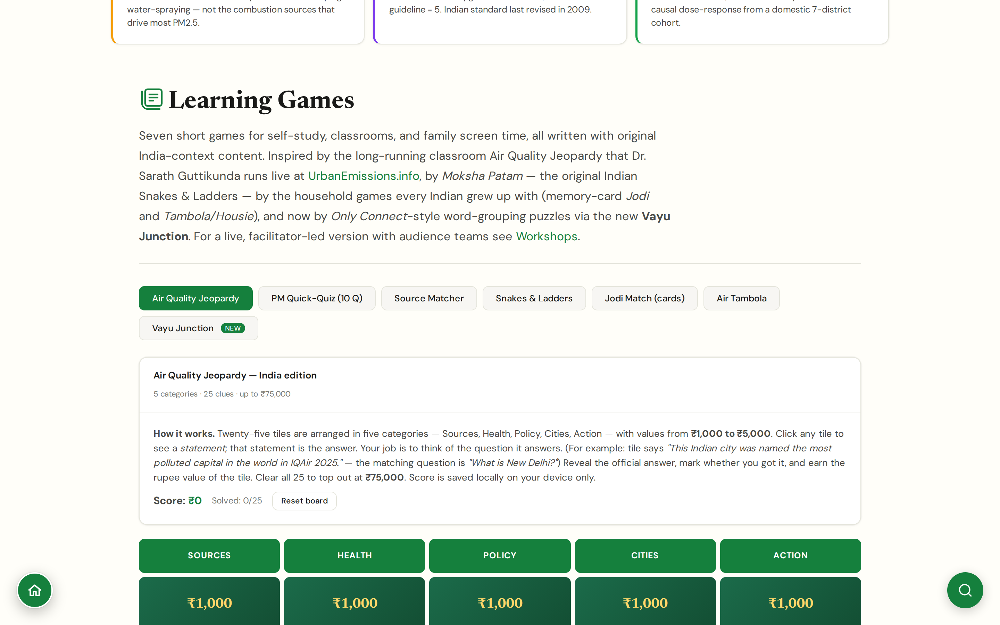 water-spraying — not the combustion sources that
drive most PM2.5.
guideline = 5. Indian standard last revised in 2009.
causal dose-response from a domestic 7-district
cohort.
Learning Games
Seven short games for self-study, classrooms, and family screen time, all written with original
India-context content. Inspired by the long-running classroom Air Quality Jeopardy that Dr.
Sarath Guttikunda runs live at UrbanEmissions.info, by Moksha Patam — the original Indian
Snakes & Ladders — by the household games every Indian grew up with (memory-card Jodi
and Tambola/Housie), and now by Only Connect-style word-grouping puzzles via the new Vayu
Junction. For a live, facilitator-led version with audience teams see Workshops.
Air Quality Jeopardy
PM Quick-Quiz (10 Q)
Source Matcher
Snakes & Ladders
Jodi Match (cards)
Air Tambola
Vayu Junction NEW
Air Quality Jeopardy — India edition
5 categories · 25 clues · up to ₹75,000
How it works. Twenty-five tiles are arranged in five categories — Sources, Health, Policy, Cities, Action — with values from ₹1,000 to ₹5,000. Click any tile to
see a statement; that statement is the answer. Your job is to think of the question it answers. (For example: tile says "This Indian city was named the most
polluted capital in the world in IQAir 2025." — the matching question is "What is New Delhi?") Reveal the official answer, mark whether you got it, and earn the
rupee value of the tile. Clear all 25 to top out at ₹75,000. Score is saved locally on your device only.
Score: ₹0 Solved: 0/25 Reset board
SOURCES
HEALTH
POLICY
CITIES
ACTION
₹1,000
₹1,000
₹1,000
₹1,000
₹1,000